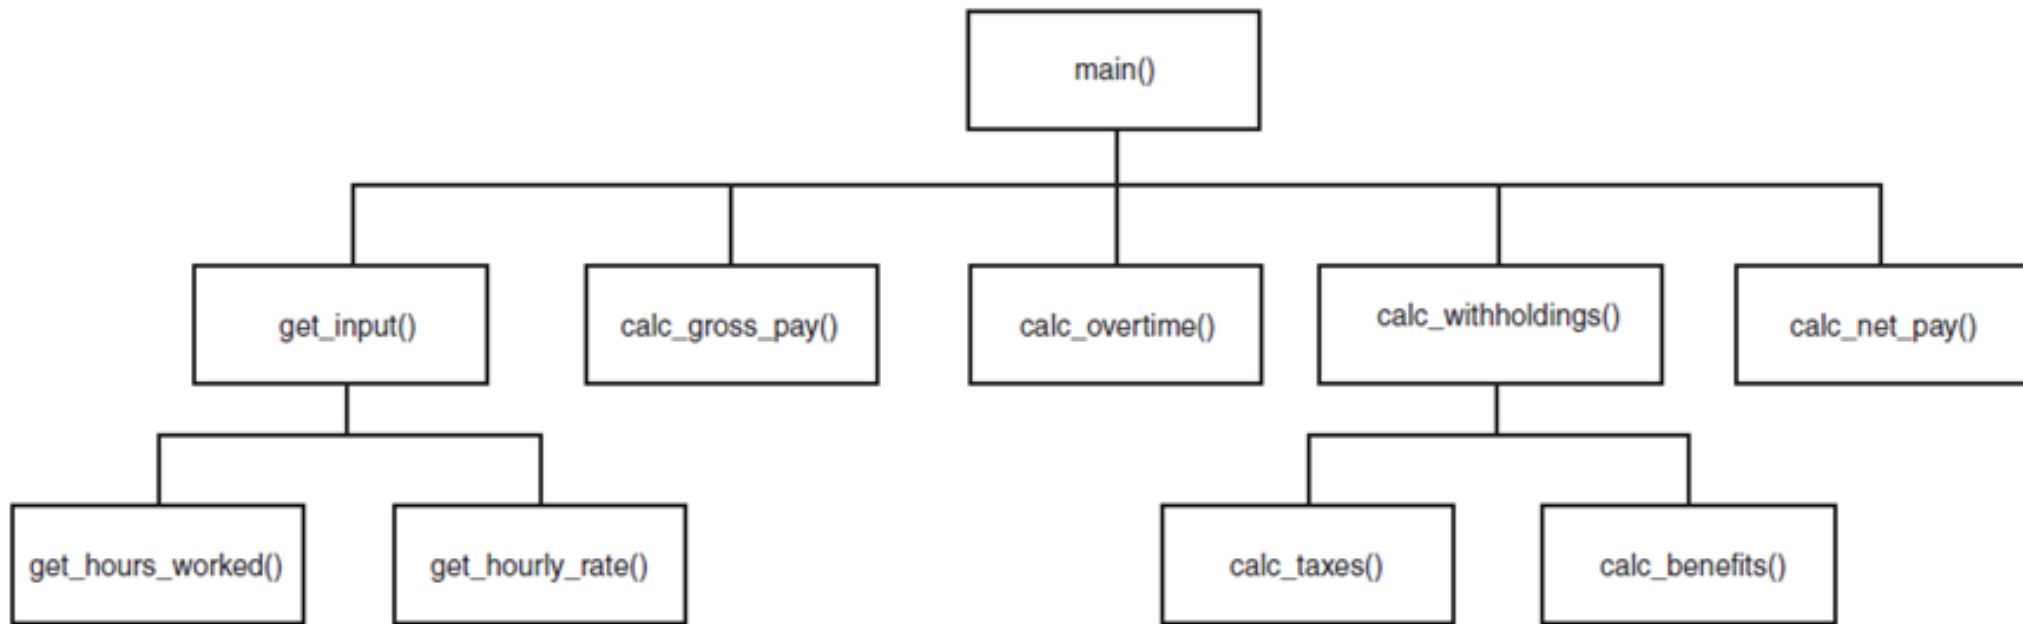 main()
get_input()
calc_gross_pay()
calc_overtime()
calc_withholdings()
calc_net_pay()
get_hours_worked()
get_hourly_rate()
calc_taxes()
calc_benefits()